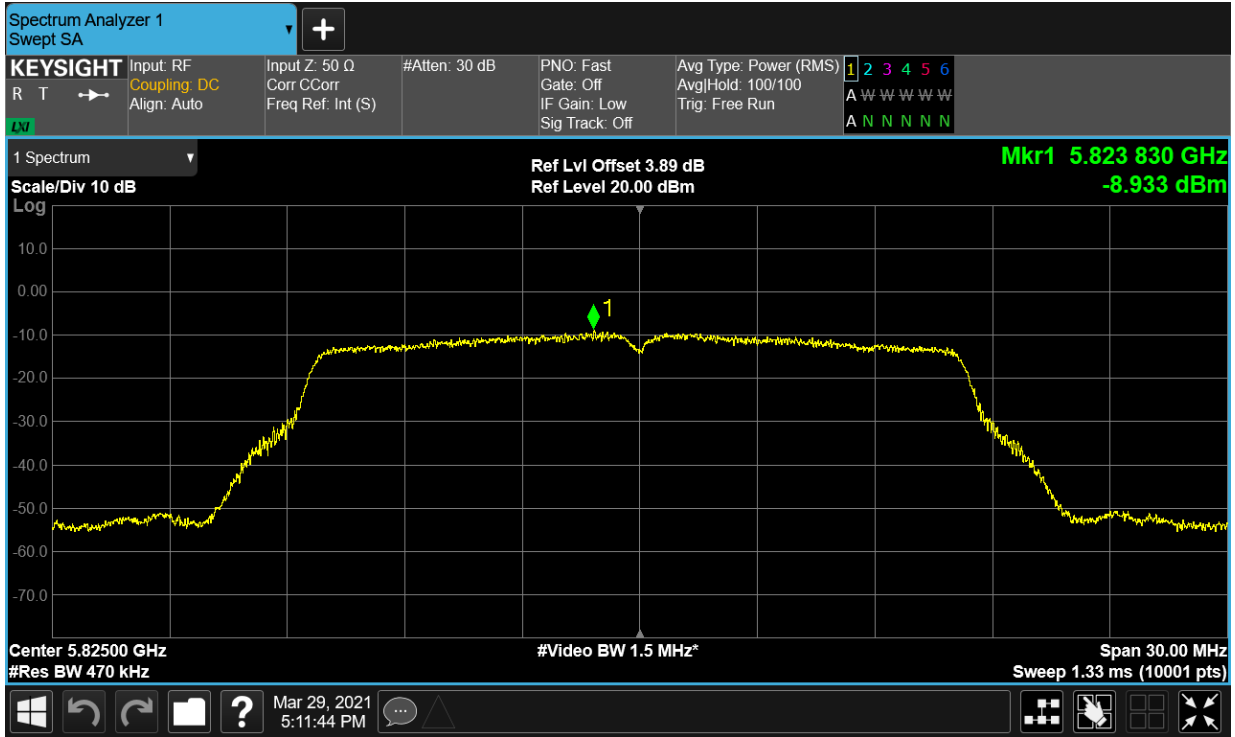 Spectrum Analyzer 1
Swept SA
+
KEYSIGHT
R T
LXI
Input: RF
Coupling: DC
Align: Auto
Input Z: 50 Ω
Corr CCorr
Freq Ref: Int (S)
#Atten: 30 dB
PNO: Fast
Gate: Off
IF Gain: Low
Sig Track: Off
Avg Type: Power (RMS)
Avg|Hold: 100/100
Trig: Free Run
1 2 3 4 5 6
A W W W W W
A N N N N N
1 Spectrum
Scale/Div 10 dB
Log
Ref Lvl Offset 3.89 dB
Ref Level 20.00 dBm
Mkr1 5.823 830 GHz
-8.933 dBm
10.0
0.00
1
-10.0
-20.0
-30.0
-40.0
-50.0
-60.0
-70.0
Center 5.82500 GHz
#Res BW 470 kHz
#Video BW 1.5 MHz*
Span 30.00 MHz
Sweep 1.33 ms (10001 pts)
?
Mar 29, 2021
5:11:44 PM